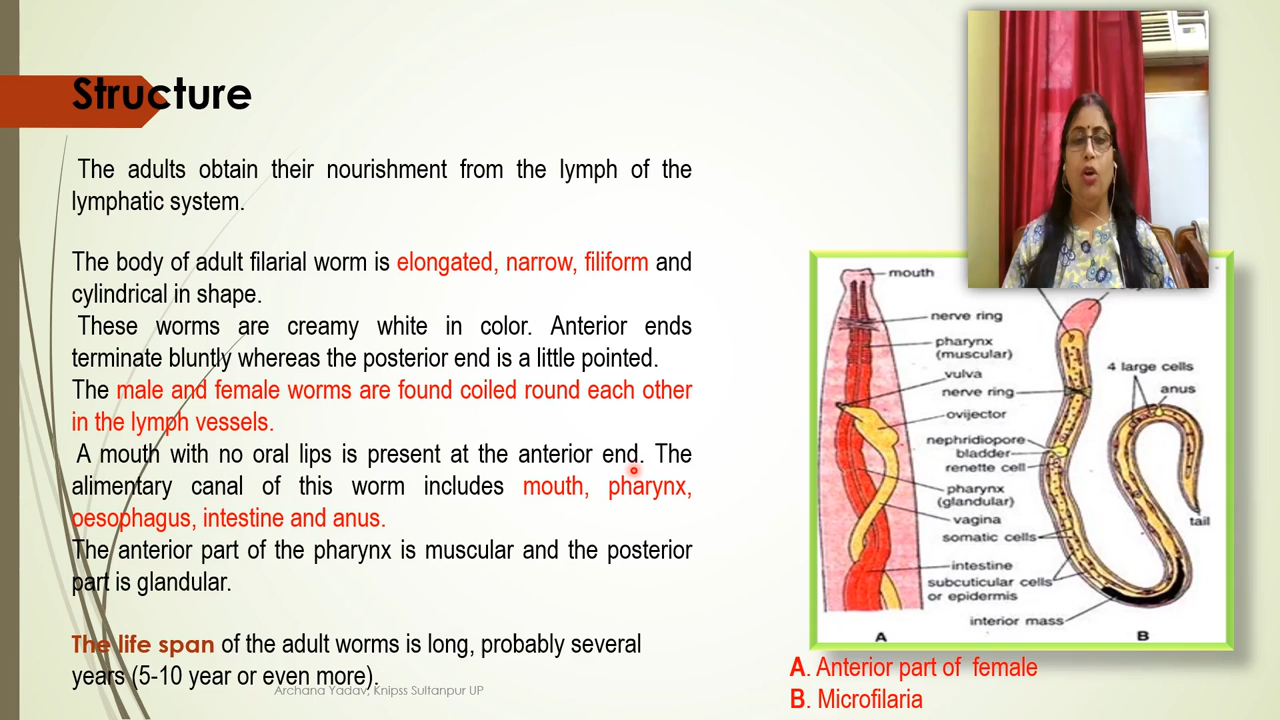 Structure
The adults obtain their nourishment from the lymph of the
lymphatic system.
The body of adult filarial worm is elongated, narrow, filiform and
cylindrical in shape.
These worms are creamy white in color. Anterior ends
terminate bluntly whereas the posterior end is a little pointed.
The male and female worms are found coiled round each other
in the lymph vessels.
A mouth with no oral lips is present at the anterior end. The
alimentary canal of this worm includes mouth, pharynx,
oesophagus, intestine and anus.
The anterior part of the pharynx is muscular and the posterior
part is glandular.
The life span of the adult worms is long, probably several
years (5-10 year or even more).
Archana Yadav, Knipss Sultanpur UP
mouth
nerve ring
pharynx
(muscular)
vulva
nerve ring
ovijector
nephridiopore
bladder
renette cell
pharynx
(glandular)
vagina
somatic cells
intestine
subcuticular cells
or epidermis
interior mass
4 large cells
anus
tail
A
B
A. Anterior part of female
B. Microfilaria